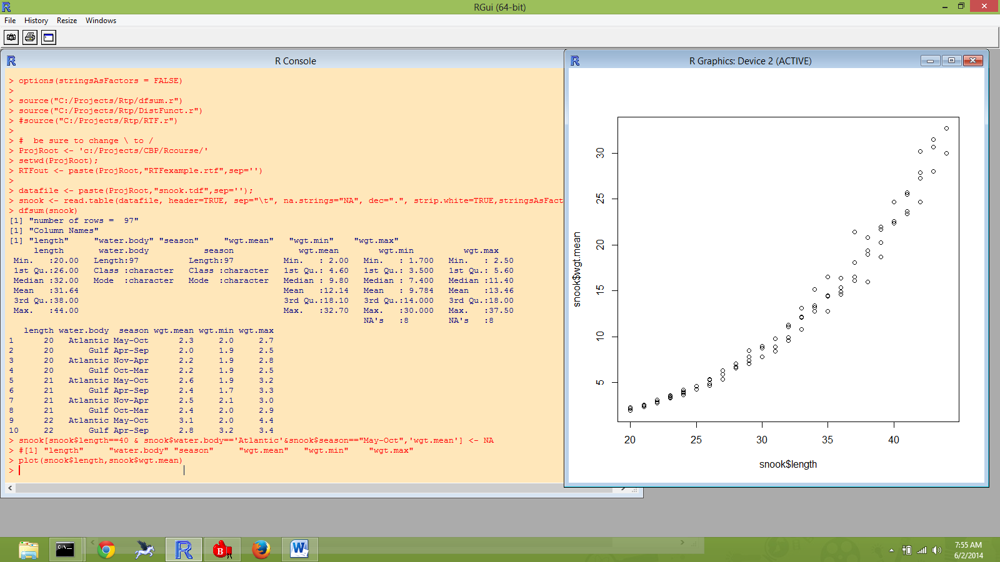 RGui (64-bit)
File History Resize Windows
R Console
> options(stringsAsFactors = FALSE)
>
> source("C:/Projects/Rtp/dfsum.r")
> source("C:/Projects/Rtp/DistFunct.r")
> #source("C:/Projects/Rtp/RTF.r")
>
> #  be sure to change \ to /
> ProjRoot <- 'c:/Projects/CBP/Rcourse/'
> setwd(ProjRoot);
> RTFout <- paste(ProjRoot,"RTFexample.rtf",sep='')
>
> datafile <- paste(ProjRoot,"snook.tdf",sep='');
> snook <- read.table(datafile, header=TRUE, sep="\t", na.strings="NA", dec=".", strip.white=TRUE,stringsAsFact
> dfsum(snook)
[1] "number of rows =  97"
[1] "Column Names"
[1] "length"     "water.body" "season"     "wgt.mean"   "wgt.min"    "wgt.max"
length water.body season wgt.mean wgt.min wgt.max
Min.   :20.00   Length:97   Length:97   Min.   : 2.00   Min.   : 1.700   Min.   : 2.50
1st Qu.:26.00   Class :character   Class :character   1st Qu.: 4.60   1st Qu.: 3.500   1st Qu.: 5.60
Median :32.00   Mode  :character   Mode  :character   Median : 9.80   Median : 7.400   Median :11.40
Mean   :31.64   Mean   :12.14   Mean   : 9.784   Mean   :13.46
3rd Qu.:38.00   3rd Qu.:18.10   3rd Qu.:14.000   3rd Qu.:18.00
Max.   :44.00   Max.   :32.70   Max.   :30.000   Max.   :37.50
NA's   :8   NA's   :8
length water.body season wgt.mean wgt.min wgt.max
1 20 Atlantic May-Oct 2.3 2.0 2.7
2 20 Gulf Apr-Sep 2.0 1.9 2.5
3 20 Atlantic Nov-Apr 2.2 1.9 2.8
4 20 Gulf Oct-Mar 2.2 1.9 2.5
5 21 Atlantic May-Oct 2.6 1.9 3.2
6 21 Gulf Apr-Sep 2.4 1.7 3.3
7 21 Atlantic Nov-Apr 2.5 2.1 3.0
8 21 Gulf Oct-Mar 2.4 2.0 2.9
9 22 Atlantic May-Oct 3.1 2.0 4.4
10 22 Gulf Apr-Sep 2.8 3.2 3.4
> snook[snook$length==40 & snook$water.body=='Atlantic'&snook$season=="May-Oct",'wgt.mean'] <- NA
> #[1] "length"     "water.body" "season"     "wgt.mean"   "wgt.min"    "wgt.max"
> plot(snook$length,snook$wgt.mean)
>
R Graphics: Device 2 (ACTIVE)
snook$wgt.mean
30
25
20
15
10
5
20 25 30 35 40
snook$length
7:55 AM
6/2/2014